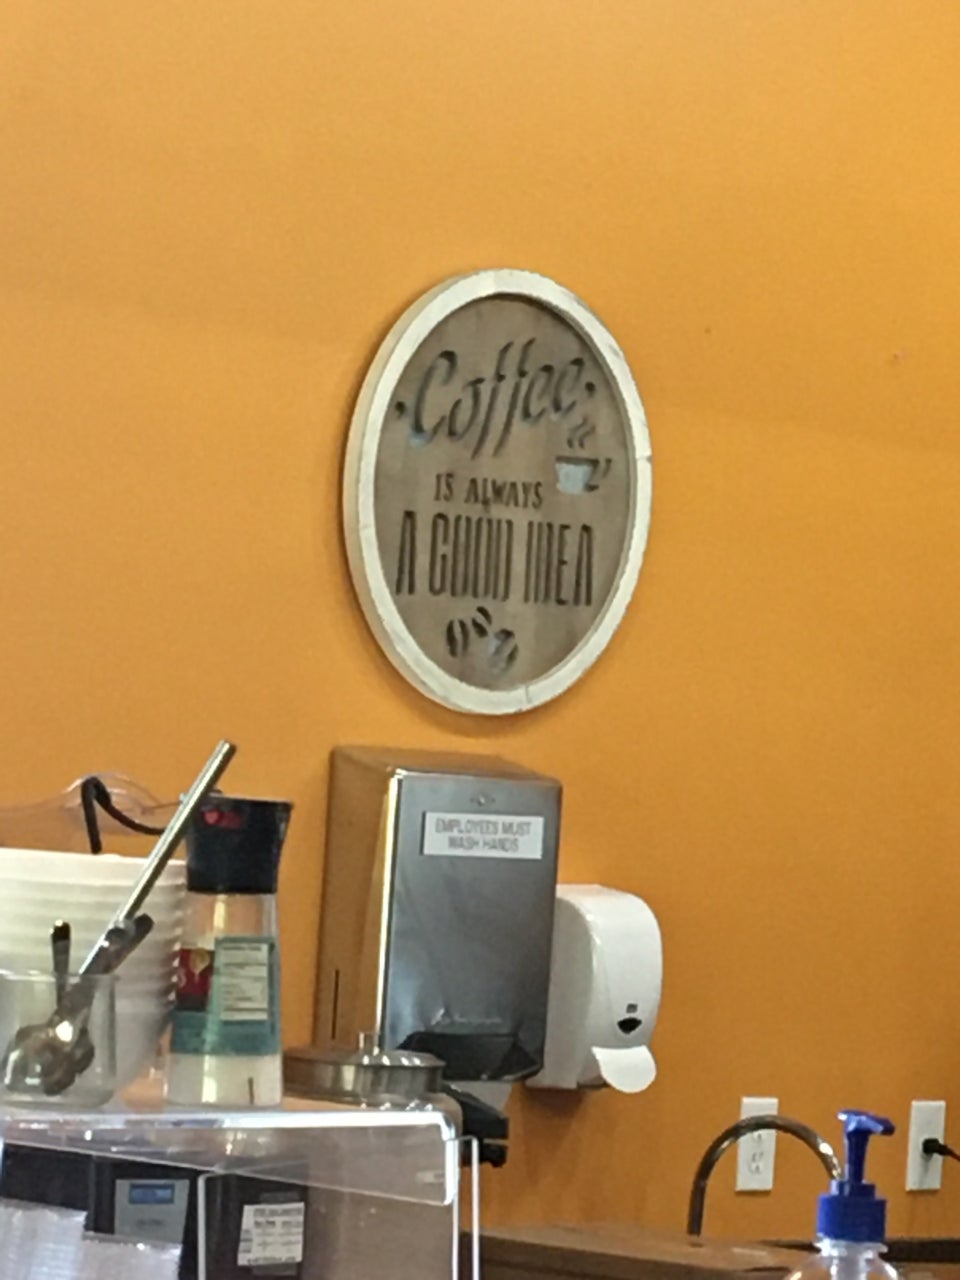 Coffee
IS ALWAYS
A GOOD IDEA
EMPLOYEES MUST
WASH HANDS